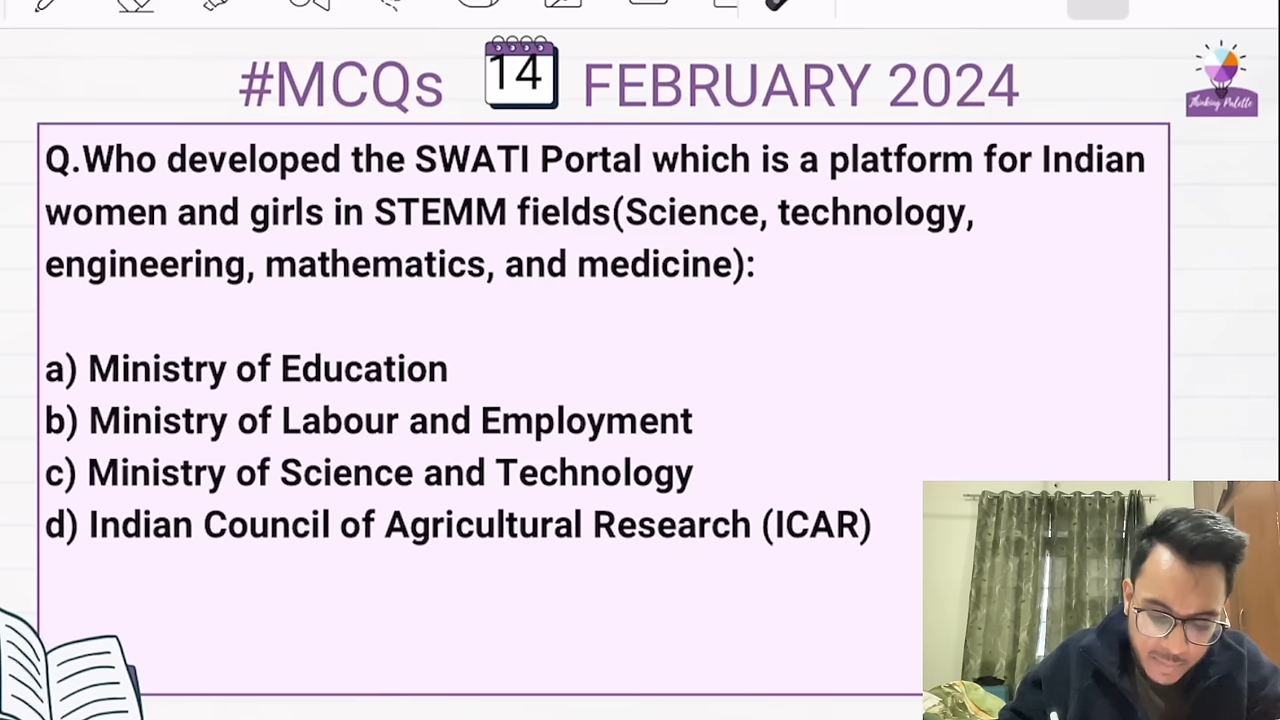 #MCQs 14 FEBRUARY 2024
Thinking Palette
Q.Who developed the SWATI Portal which is a platform for Indian
women and girls in STEMM fields(Science, technology,
engineering, mathematics, and medicine):
a) Ministry of Education
b) Ministry of Labour and Employment
c) Ministry of Science and Technology
d) Indian Council of Agricultural Research (ICAR)